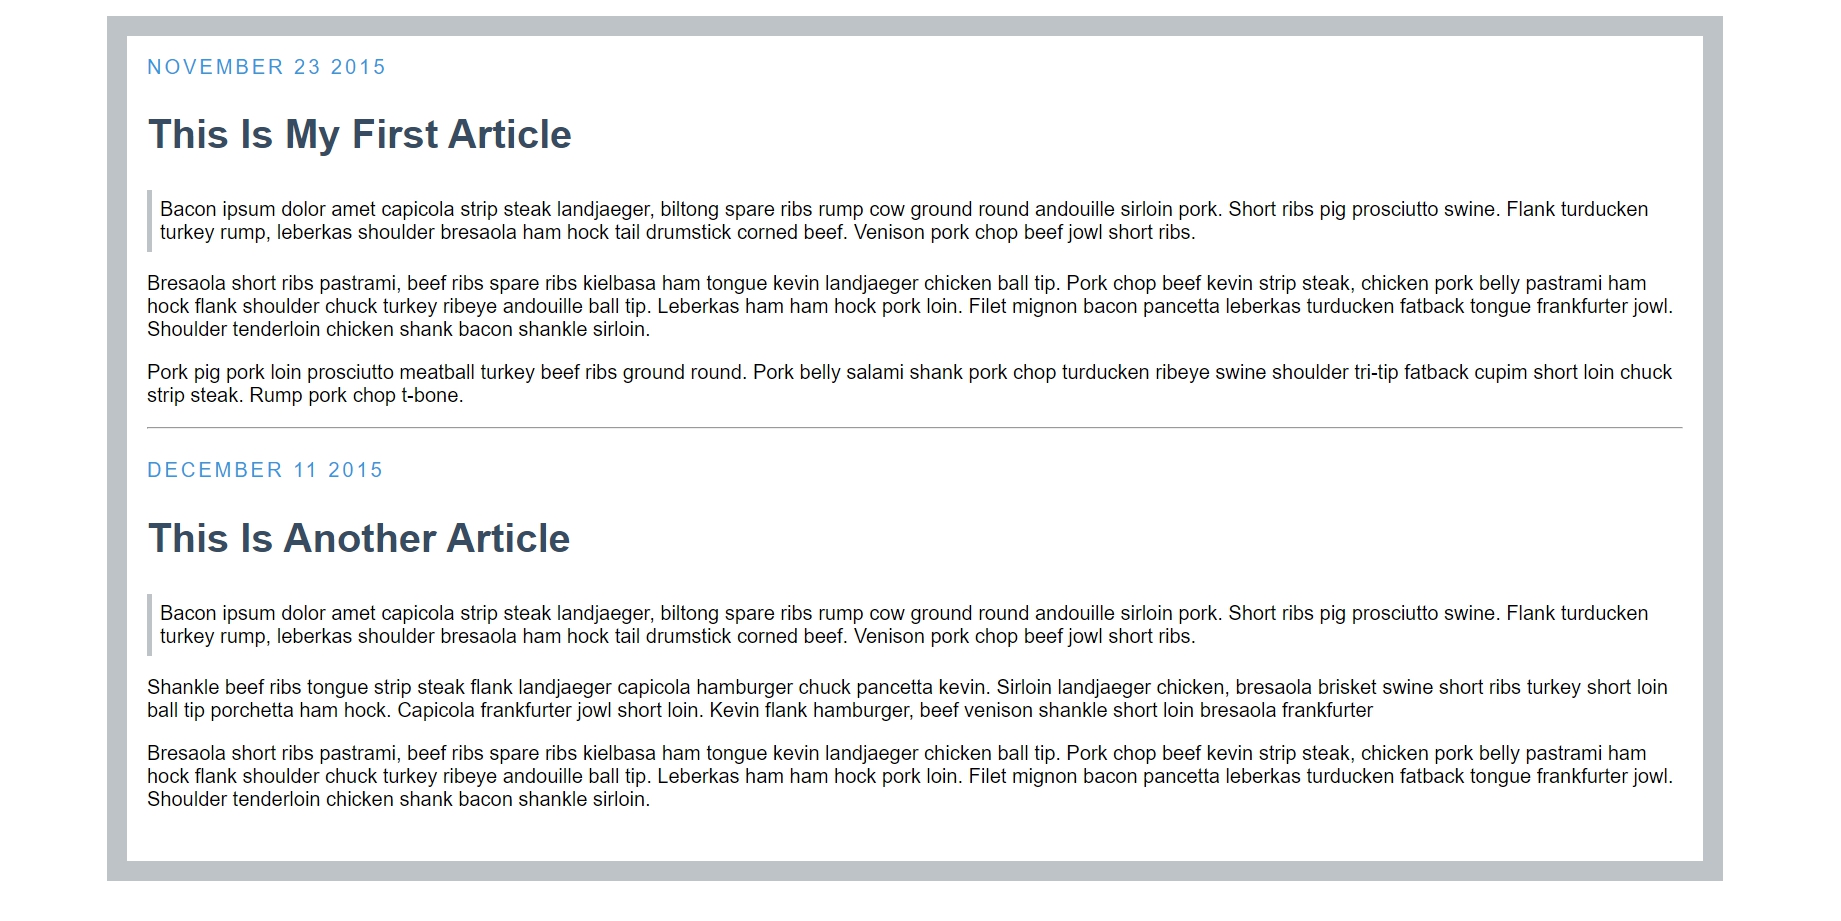 NOVEMBER 23 2015
This Is My First Article
Bacon ipsum dolor amet capicola strip steak landjaeger, biltong spare ribs rump cow ground round andouille sirloin pork. Short ribs pig prosciutto swine. Flank turducken
turkey rump, leberkas shoulder bresaola ham hock tail drumstick corned beef. Venison pork chop beef jowl short ribs.
Bresaola short ribs pastrami, beef ribs spare ribs kielbasa ham tongue kevin landjaeger chicken ball tip. Pork chop beef kevin strip steak, chicken pork belly pastrami ham
hock flank shoulder chuck turkey ribeye andouille ball tip. Leberkas ham ham hock pork loin. Filet mignon bacon pancetta leberkas turducken fatback tongue frankfurter jowl.
Shoulder tenderloin chicken shank bacon shankle sirloin.
Pork pig pork loin prosciutto meatball turkey beef ribs ground round. Pork belly salami shank pork chop turducken ribeye swine shoulder tri-tip fatback cupim short loin chuck
strip steak. Rump pork chop t-bone.
DECEMBER 11 2015
This Is Another Article
Bacon ipsum dolor amet capicola strip steak landjaeger, biltong spare ribs rump cow ground round andouille sirloin pork. Short ribs pig prosciutto swine. Flank turducken
turkey rump, leberkas shoulder bresaola ham hock tail drumstick corned beef. Venison pork chop beef jowl short ribs.
Shankle beef ribs tongue strip steak flank landjaeger capicola hamburger chuck pancetta kevin. Sirloin landjaeger chicken, bresaola brisket swine short ribs turkey short loin
ball tip porchetta ham hock. Capicola frankfurter jowl short loin. Kevin flank hamburger, beef venison shankle short loin bresaola frankfurter
Bresaola short ribs pastrami, beef ribs spare ribs kielbasa ham tongue kevin landjaeger chicken ball tip. Pork chop beef kevin strip steak, chicken pork belly pastrami ham
hock flank shoulder chuck turkey ribeye andouille ball tip. Leberkas ham ham hock pork loin. Filet mignon bacon pancetta leberkas turducken fatback tongue frankfurter jowl.
Shoulder tenderloin chicken shank bacon shankle sirloin.